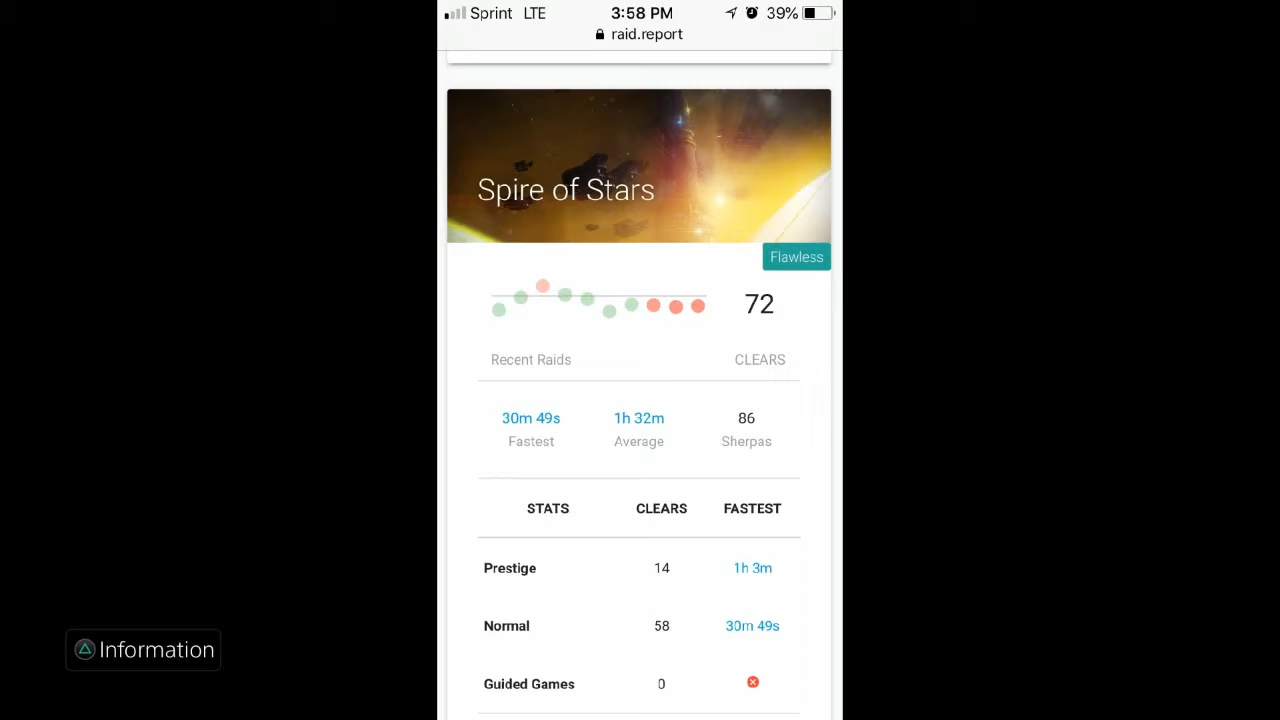 Sprint LTE 3:58 PM 39%
raid.report
Spire of Stars
Flawless
72
Recent Raids CLEARS
30m 49s 1h 32m 86
Fastest Average Sherpas
STATS CLEARS FASTEST
Prestige 14 1h 3m
Normal 58 30m 49s
Information
Guided Games 0